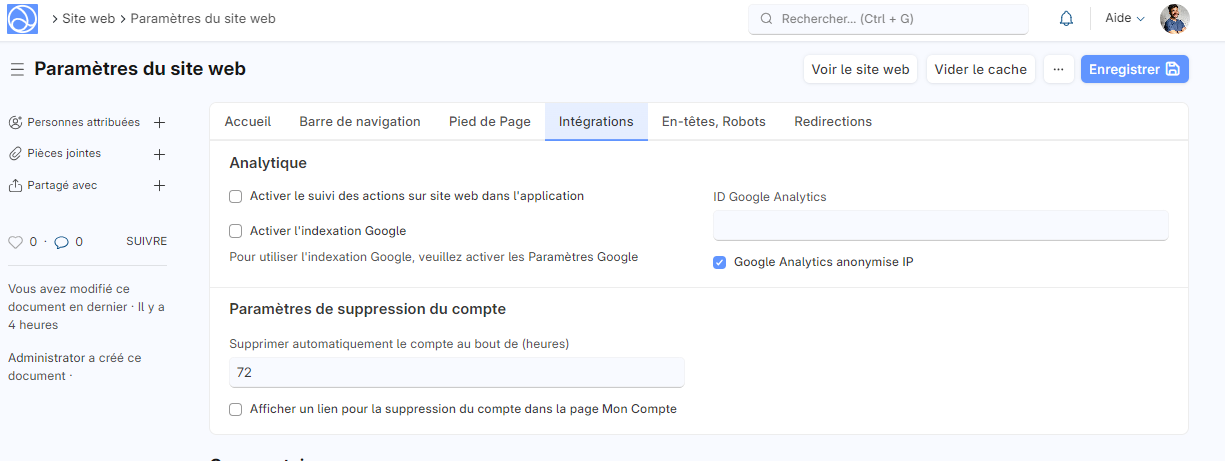 Site web > Paramètres du site web
Rechercher... (Ctrl + G)
Aide
Paramètres du site web
Voir le site web
Vider le cache
...
Enregistrer
Personnes attribuées +
Pièces jointes +
Partagé avec +
0 · 0 SUIVRE
Vous avez modifié ce
document en dernier · Il y a
4 heures
Administrator a créé ce
document ·
Accueil
Barre de navigation
Pied de Page
Intégrations
En-têtes, Robots
Redirections
Analytique
Activer le suivi des actions sur site web dans l'application
Activer l'indexation Google
Pour utiliser l'indexation Google, veuillez activer les Paramètres Google
ID Google Analytics
Google Analytics anonymise IP
Paramètres de suppression du compte
Supprimer automatiquement le compte au bout de (heures)
72
Afficher un lien pour la suppression du compte dans la page Mon Compte